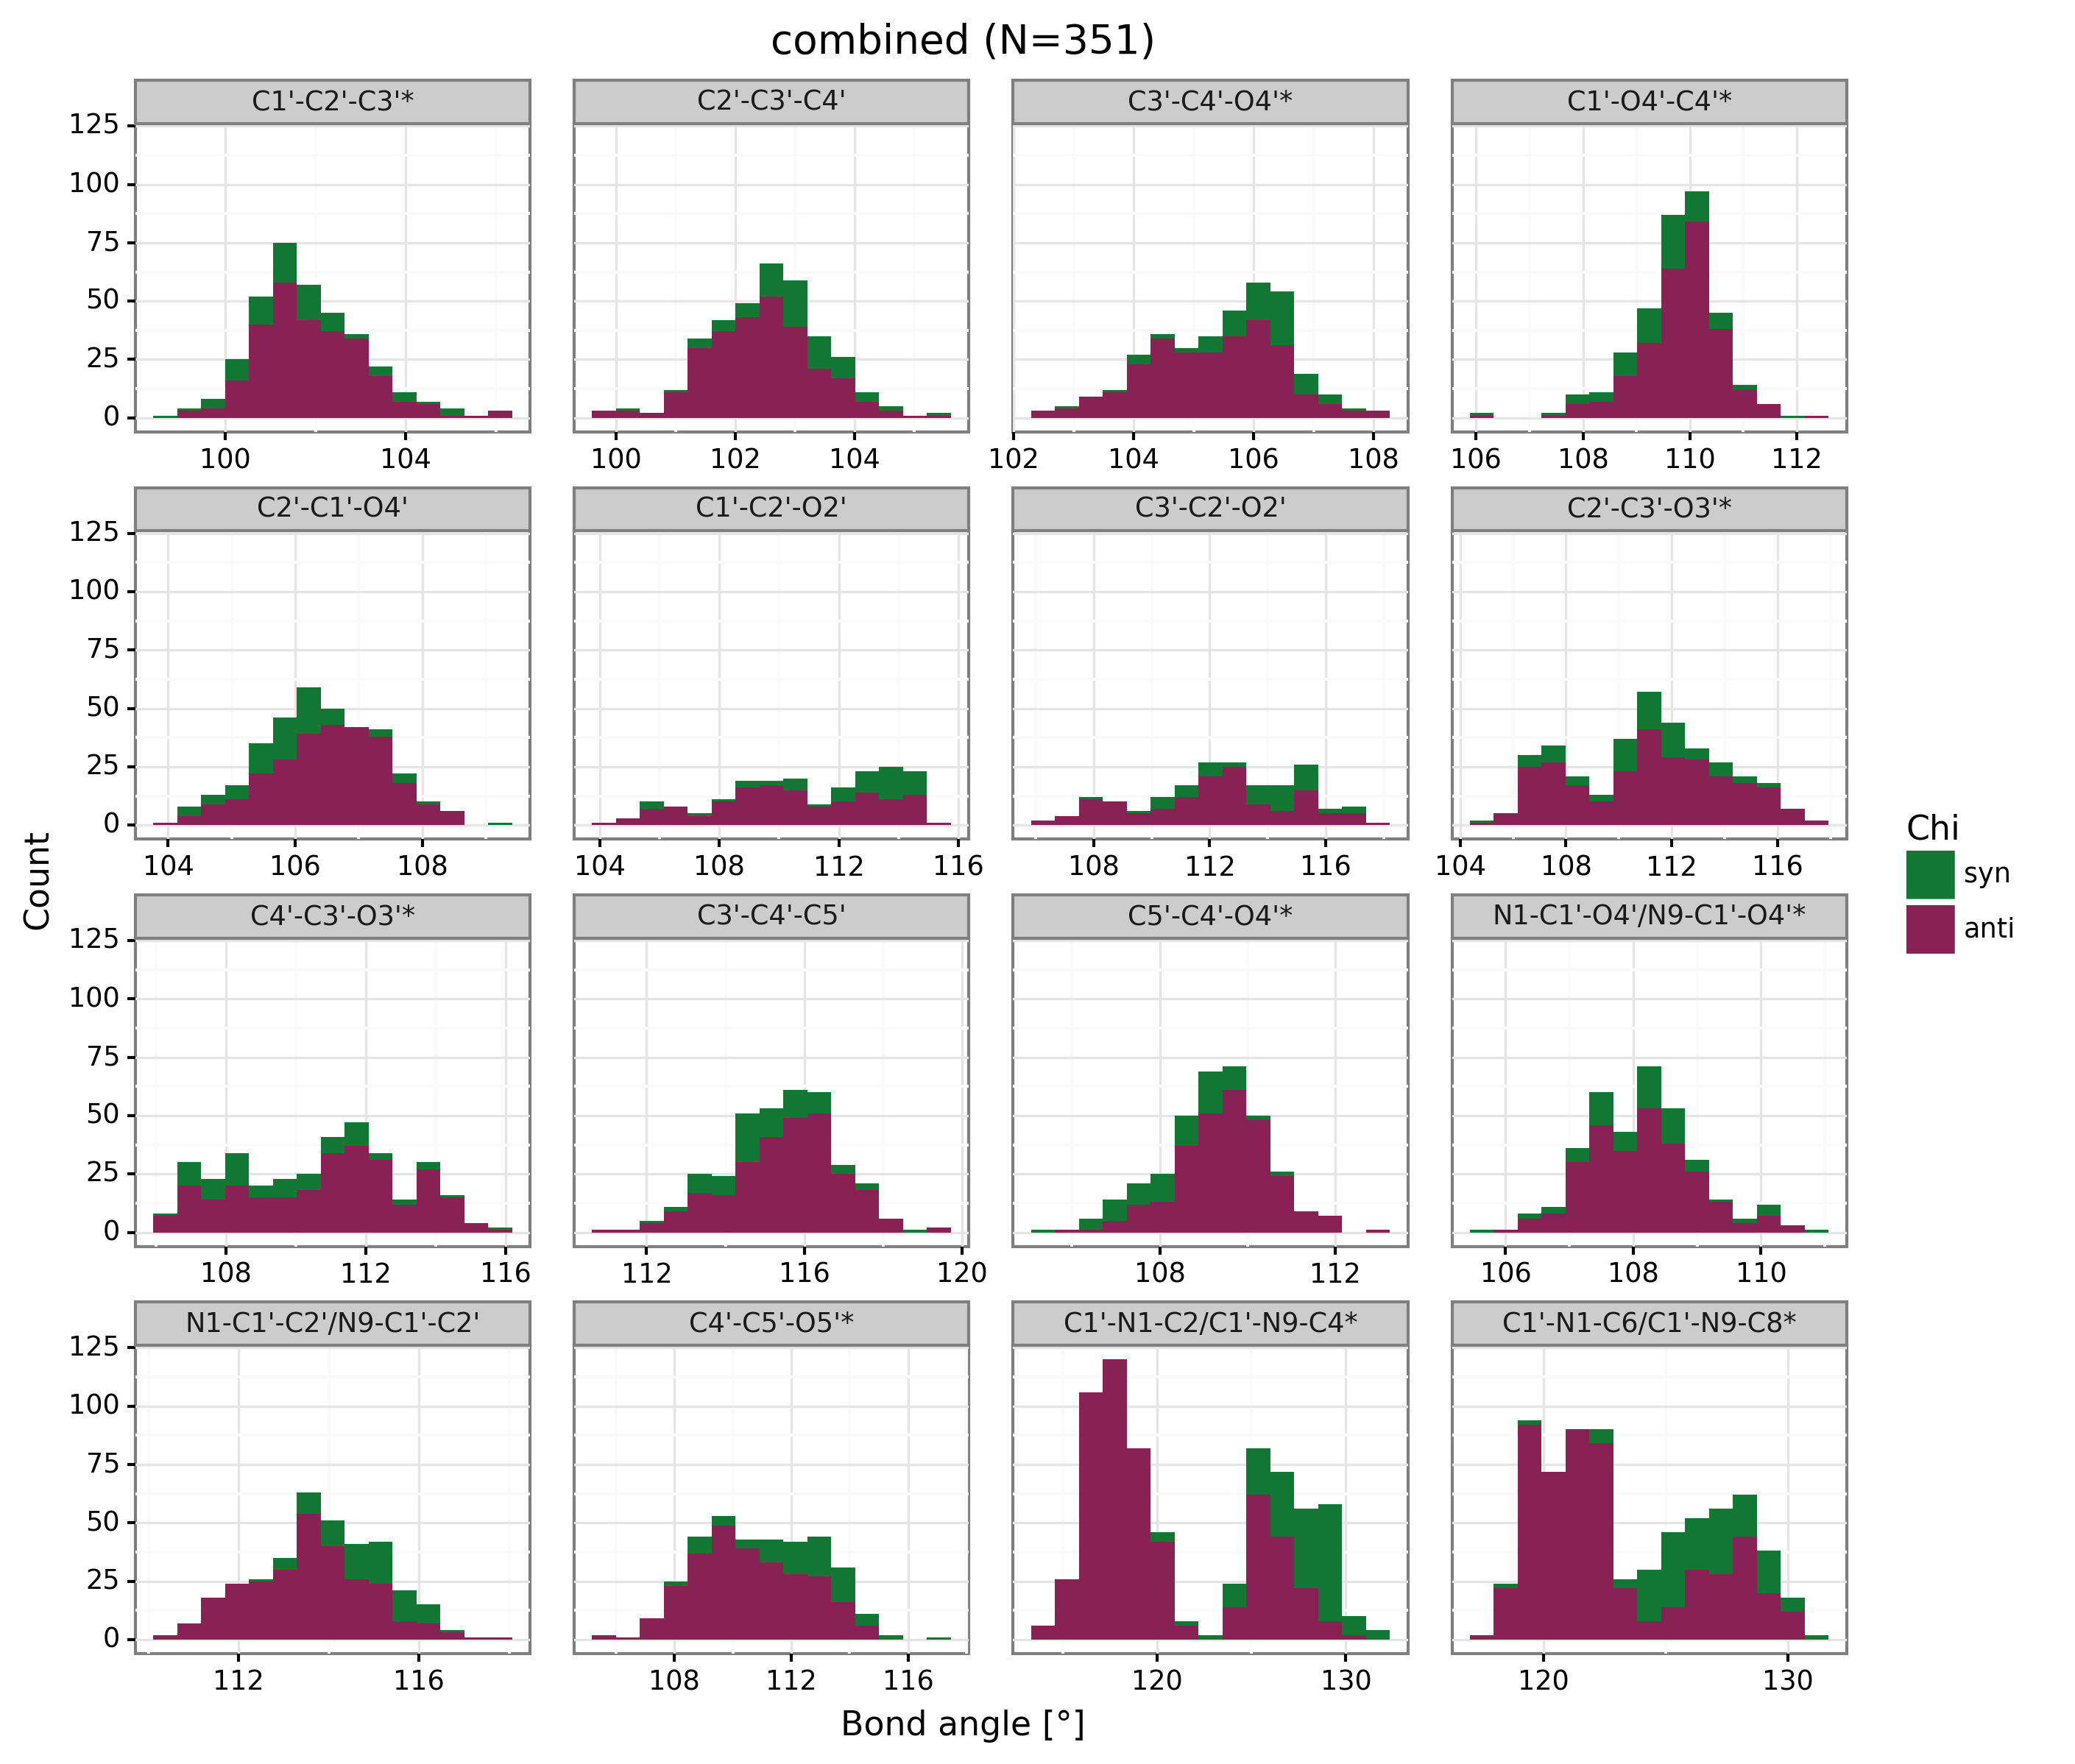 combined (N=351)
C1'-C2'-C3'* C2'-C3'-C4' C3'-C4'-O4'* C1'-O4'-C4'*
125
100
75
50
25
0
100 104 100 102 104 102 104 106 108 106 108 110 112
C2'-C1'-O4' C1'-C2'-O2' C3'-C2'-O2' C2'-C3'-O3'*
125
100
75
50
25
0
104 106 108 104 108 112 116 108 112 116 104 108 112 116
C4'-C3'-O3'* C3'-C4'-C5' C5'-C4'-O4'* N1-C1'-O4'/N9-C1'-O4'*
125
100
75
50
25
0
108 112 116 112 116 120 108 112 106 108 110
N1-C1'-C2'/N9-C1'-C2' C4'-C5'-O5'* C1'-N1-C2/C1'-N9-C4* C1'-N1-C6/C1'-N9-C8*
125
100
75
50
25
0
112 116 108 112 116 120 130 120 130
Bond angle [°]
Count
Chi
syn
anti